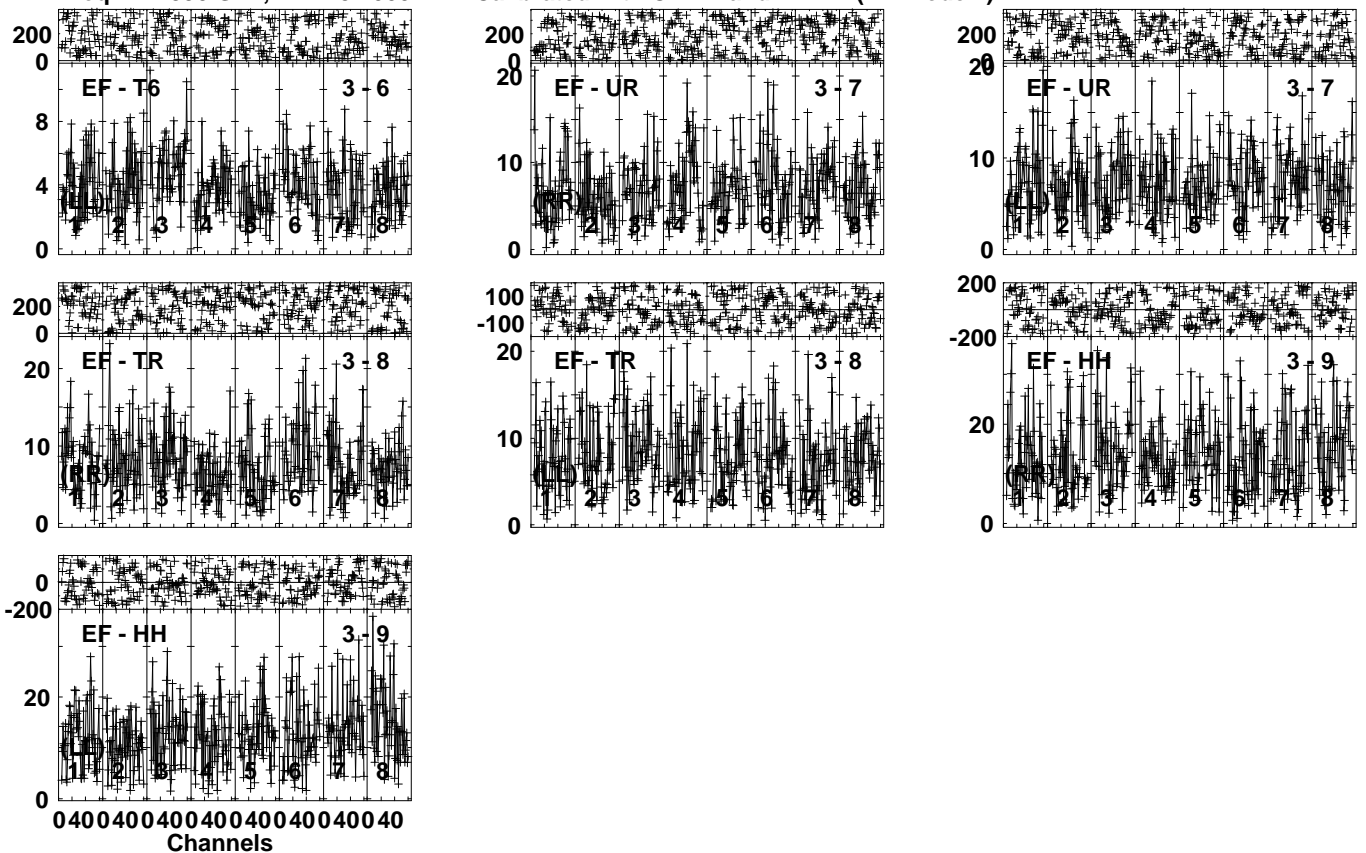 200 200 200
0 0 0
EF - T6 3 - 6 20 EF - UR 3 - 7 20 EF - UR 3 - 7
8
4 10 10
(LL) (RR) (LL)
1 2 3 4 5 6 7 8 1 2 3 4 5 6 7 8 1 2 3 4 5 6 7 8
0 0 0
200 100 200
0 -100 -200
EF - TR 3 - 8 EF - TR 3 - 8 EF - HH 3 - 9
20 20 20
10 10
(RR) (LL) (RR)
1 2 3 4 5 6 7 8 1 2 3 4 5 6 7 8 1 2 3 4 5 6 7 8
0 0 0
0
-200
EF - HH 3 - 9
20
(LL)
1 2 3 4 5 6 7 8
0
0 40 0 40 0 40 0 40 0 40 0 40 0 40 0 40
Channels